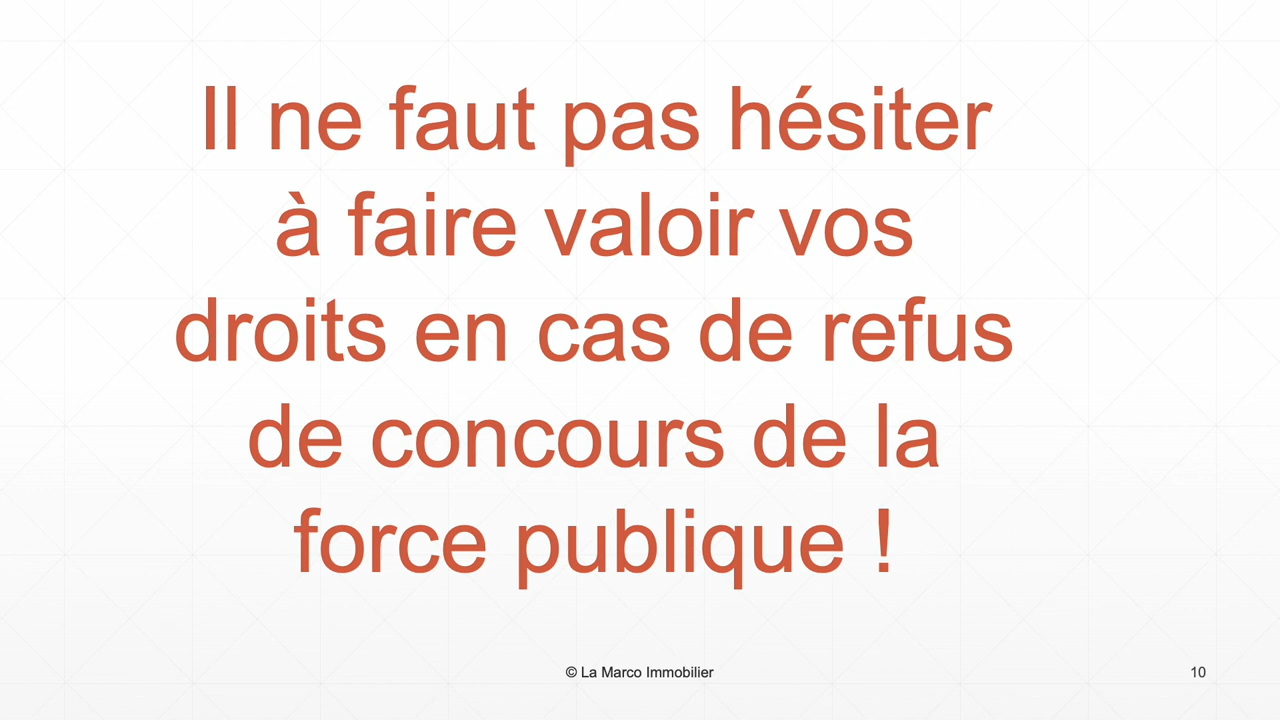 Il ne faut pas hésiter
à faire valoir vos
droits en cas de refus
de concours de la
force publique !
© La Marco Immobilier
10